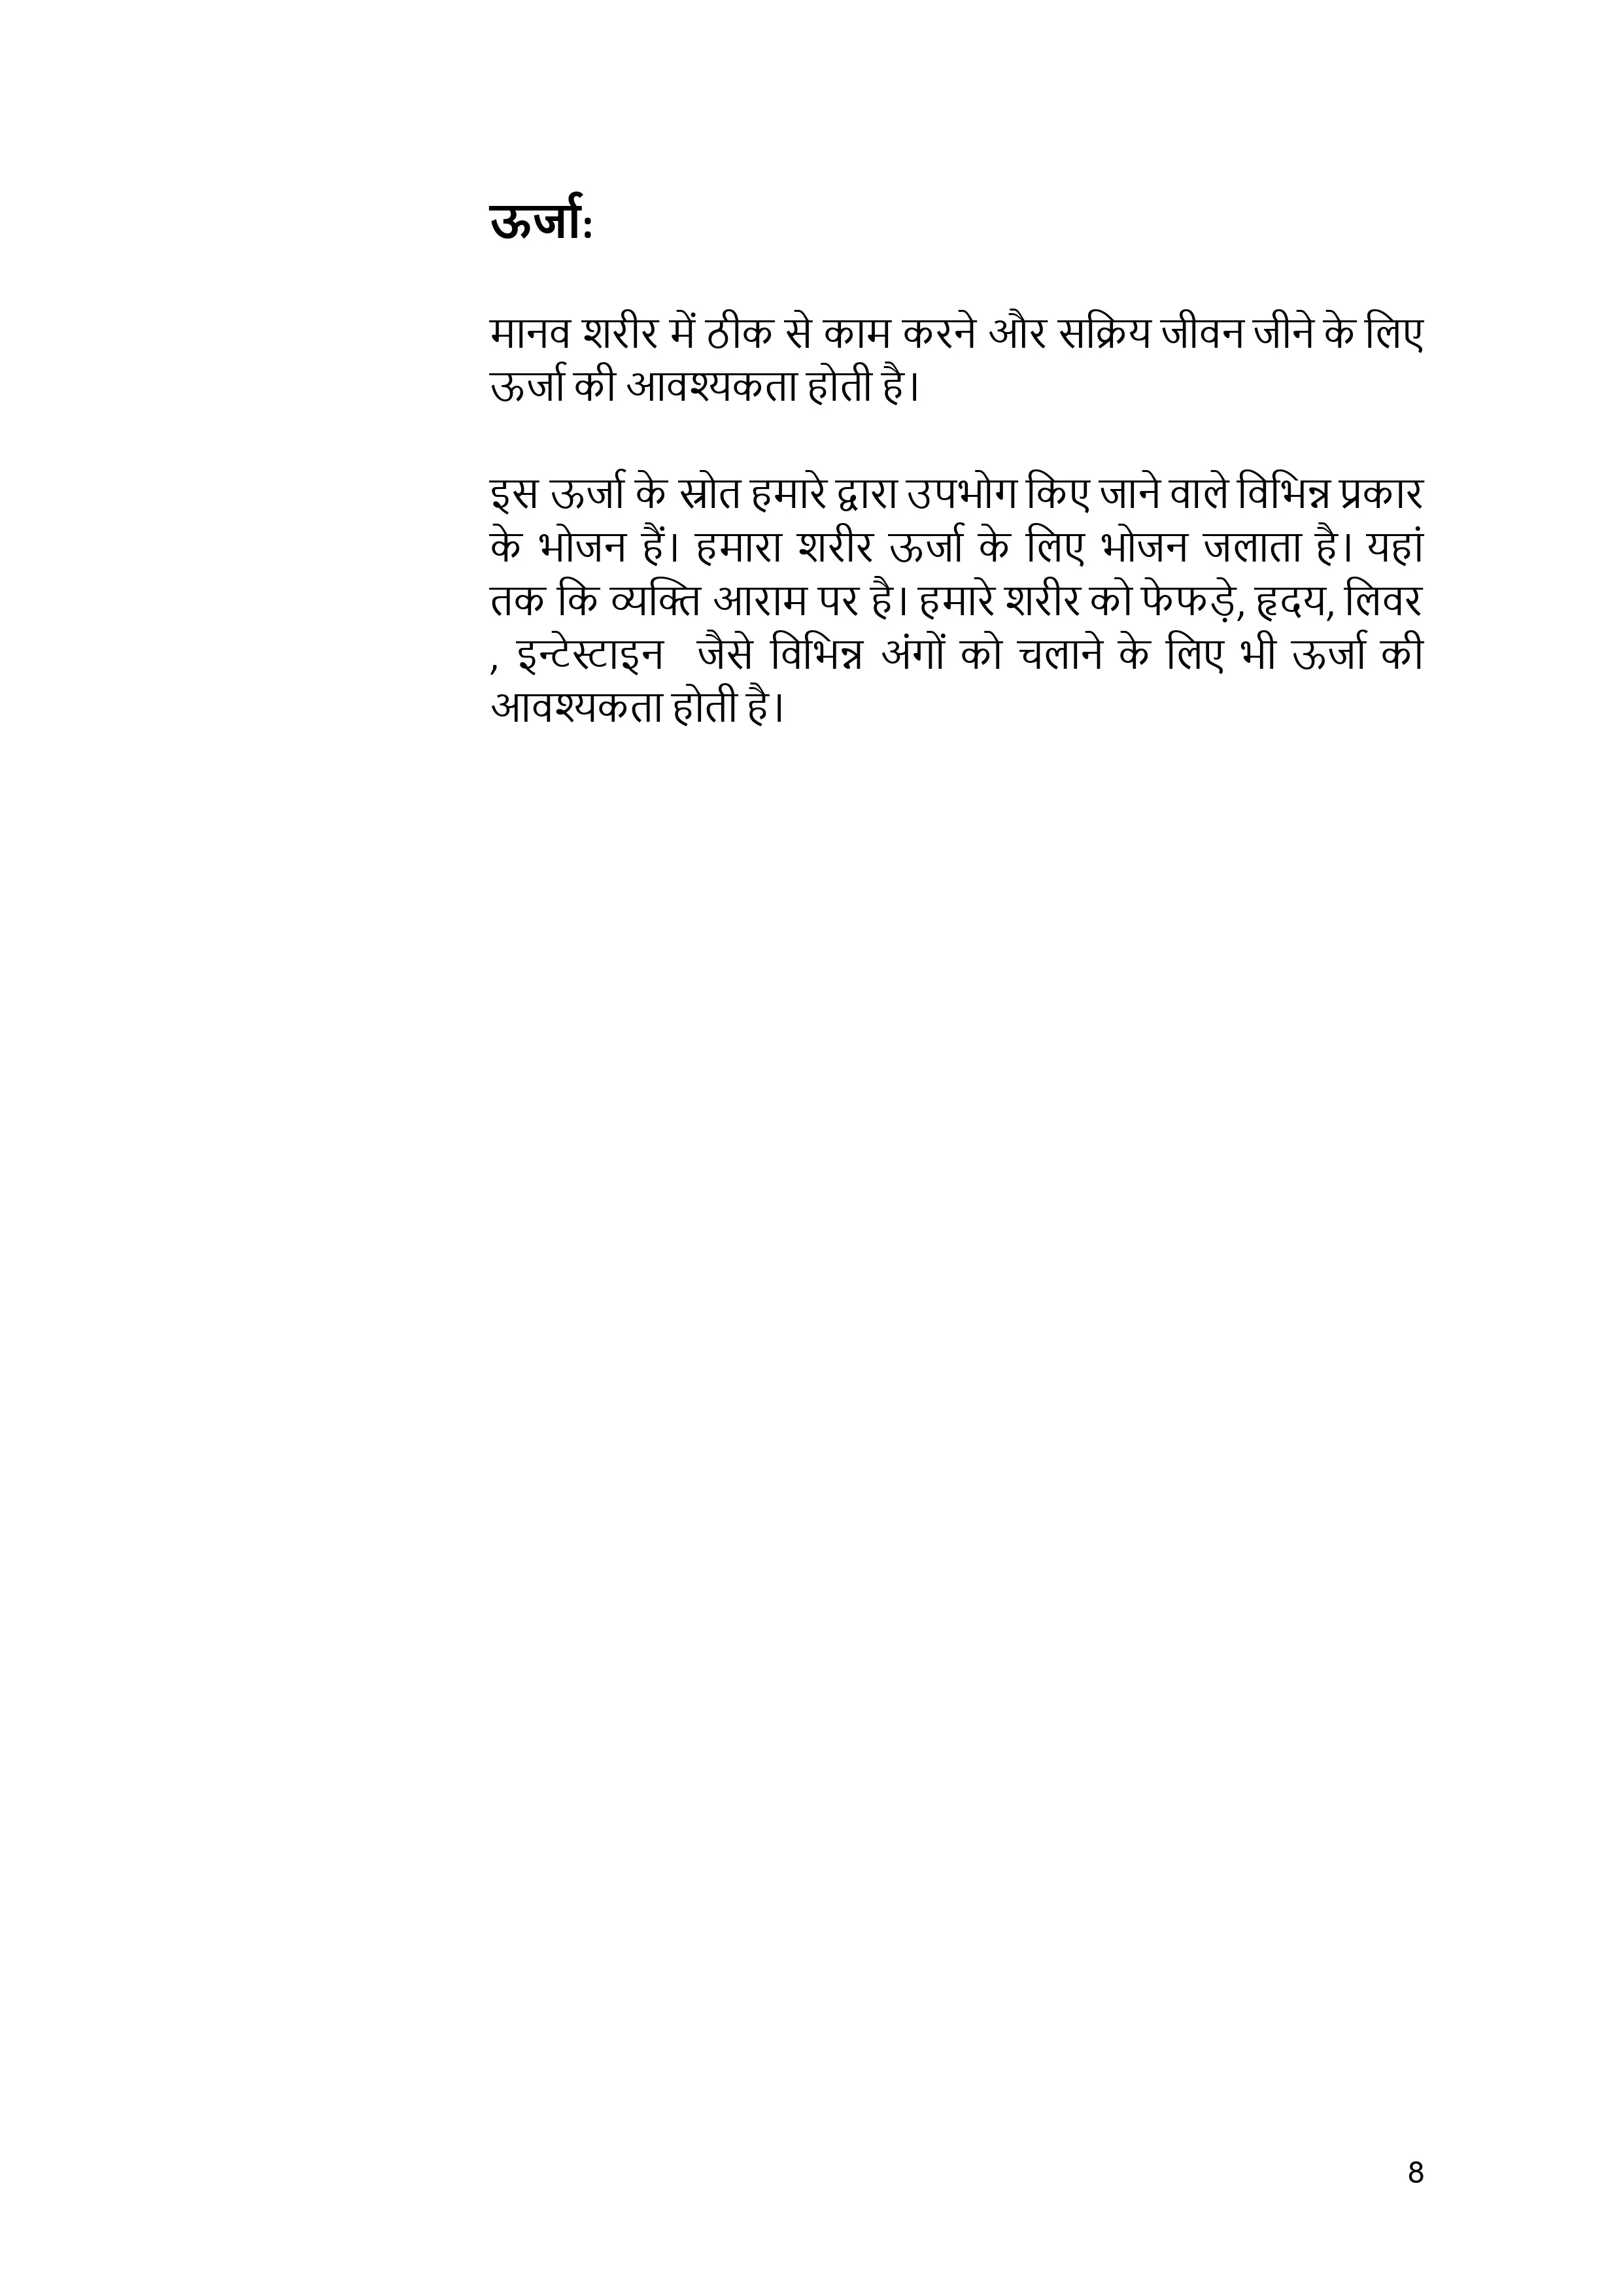 ऊर्जा:
मानव शरीर में ठीक से काम करने और सक्रिय जीवन जीने के लिए
ऊर्जा की आवश्यकता होती है।
इस ऊर्जा के स्रोत हमारे द्वारा उपभोग किए जाने वाले विभिन्न प्रकार
के भोजन हैं। हमारा शरीर ऊर्जा के लिए भोजन जलाता है। यहां
तक कि व्यक्ति आराम पर है। हमारे शरीर को फेफड़े, हृदय, लिवर
, इन्टेस्टाइन जैसे विभिन्न अंगों को चलाने के लिए भी ऊर्जा की
आवश्यकता होती है।
8